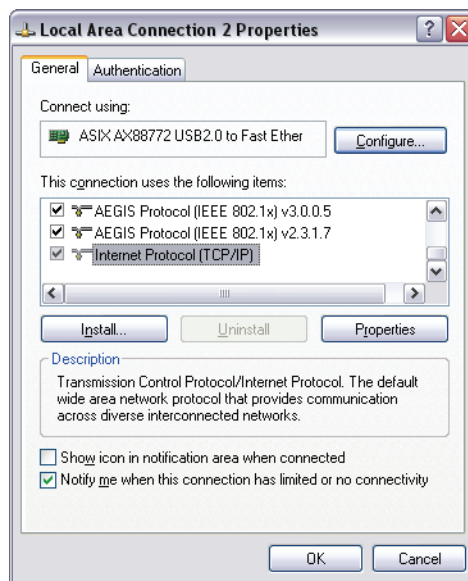 Local Area Connection 2 Properties
General Authentication
Connect using:
ASIX AX88772 USB2.0 to Fast Ether Configure...
This connection uses the following items:
AEGIS Protocol (IEEE 802.1x) v3.0.0.5
AEGIS Protocol (IEEE 802.1x) v2.3.1.7
Internet Protocol (TCP/IP)
Install... Uninstall Properties
Description
Transmission Control Protocol/Internet Protocol. The default
wide area network protocol that provides communication
across diverse interconnected networks.
Show icon in notification area when connected
Notify me when this connection has limited or no connectivity
OK Cancel